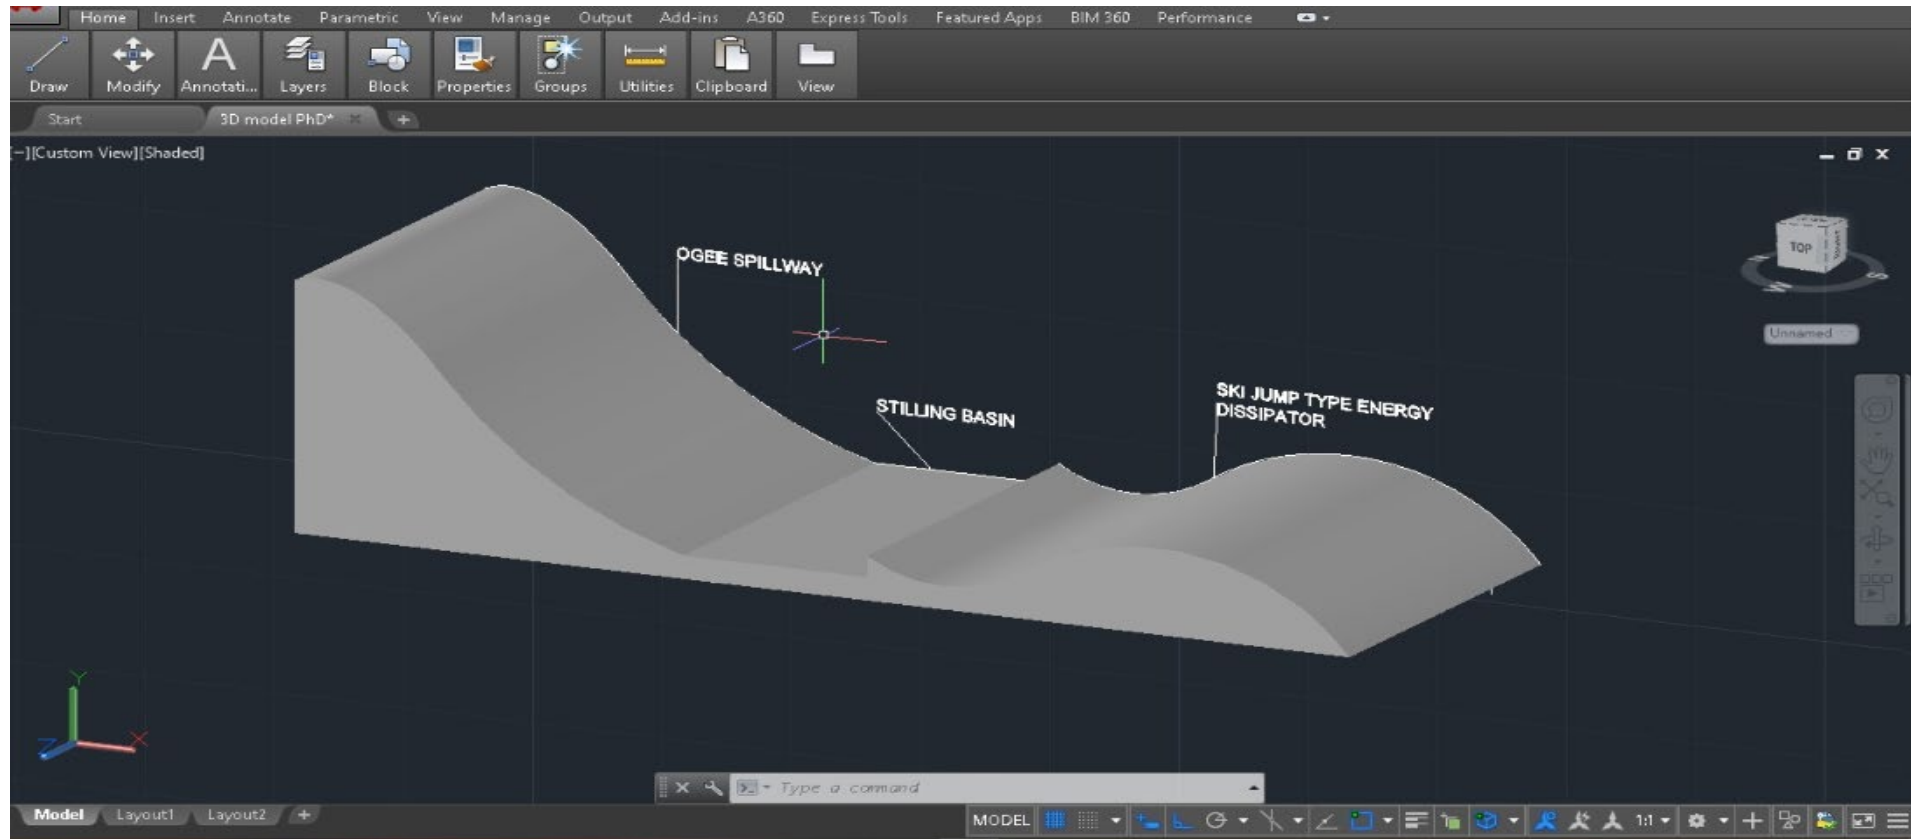 Home Insert Annotate Parametric View Manage Output Add-ins A360 Express Tools Featured Apps BIM 360 Performance
Draw Modify Annotati... Layers Block Properties Groups Utilities Clipboard View
Start 3D model PhD*
[−][Custom View][Shaded]
OGEE SPILLWAY
TOP
W S
Unnamed
STILLING BASIN
SKI JUMP TYPE ENERGY
DISSIPATOR
Y
Z X
Type a command
Model Layout1 Layout2 +
MODEL 1:1